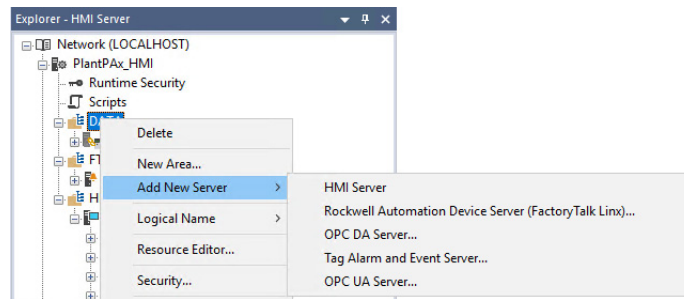 Explorer - HMI Server
Network (LOCALHOST)
PlantPAx_HMI
Runtime Security
Scripts
Delete
New Area...
Add New Server
HMI Server
Logical Name
Rockwell Automation Device Server (FactoryTalk Linx)...
OPC DA Server...
Resource Editor...
Tag Alarm and Event Server...
Security...
OPC UA Server...